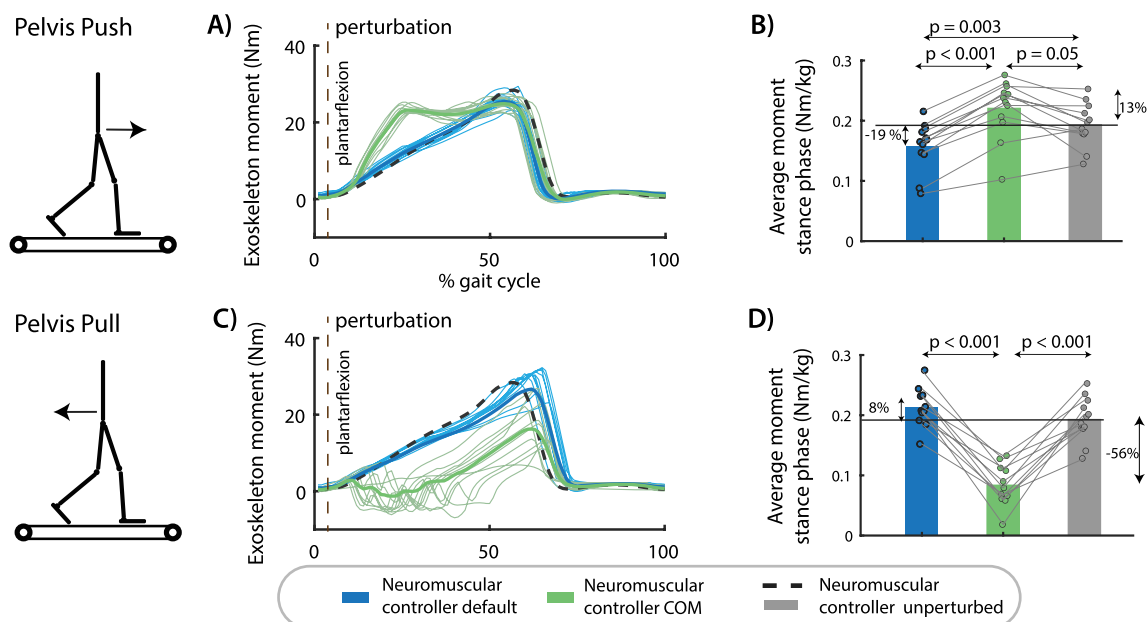 Pelvis Push
A)
perturbation
Exoskeleton moment (Nm)
40
20
0
plantarflexion
0
50
100
% gait cycle
B)
p = 0.003
p < 0.001
p = 0.05
Average moment
stance phase (Nm/kg)
0.3
0.2
0.1
0
-19 %
13%
Pelvis Pull
C)
perturbation
Exoskeleton moment (Nm)
40
20
0
plantarflexion
0
50
100
% gait cycle
D)
p < 0.001
p < 0.001
Average moment
stance phase (Nm/kg)
0.3
0.2
0.1
0
8%
-56%
Neuromuscular
controller default
Neuromuscular
controller COM
Neuromuscular
controller unperturbed